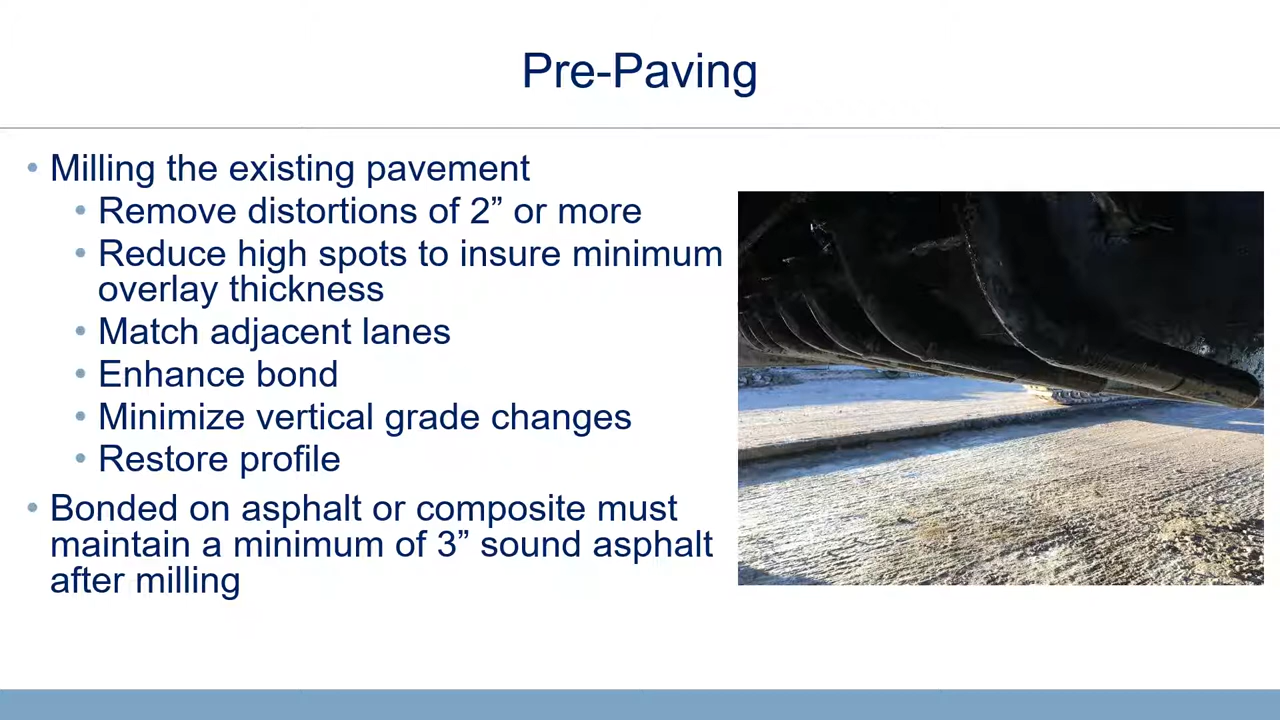 Pre-Paving
• Milling the existing pavement
• Remove distortions of 2” or more
• Reduce high spots to insure minimum
overlay thickness
• Match adjacent lanes
• Enhance bond
• Minimize vertical grade changes
• Restore profile
• Bonded on asphalt or composite must
maintain a minimum of 3” sound asphalt
after milling